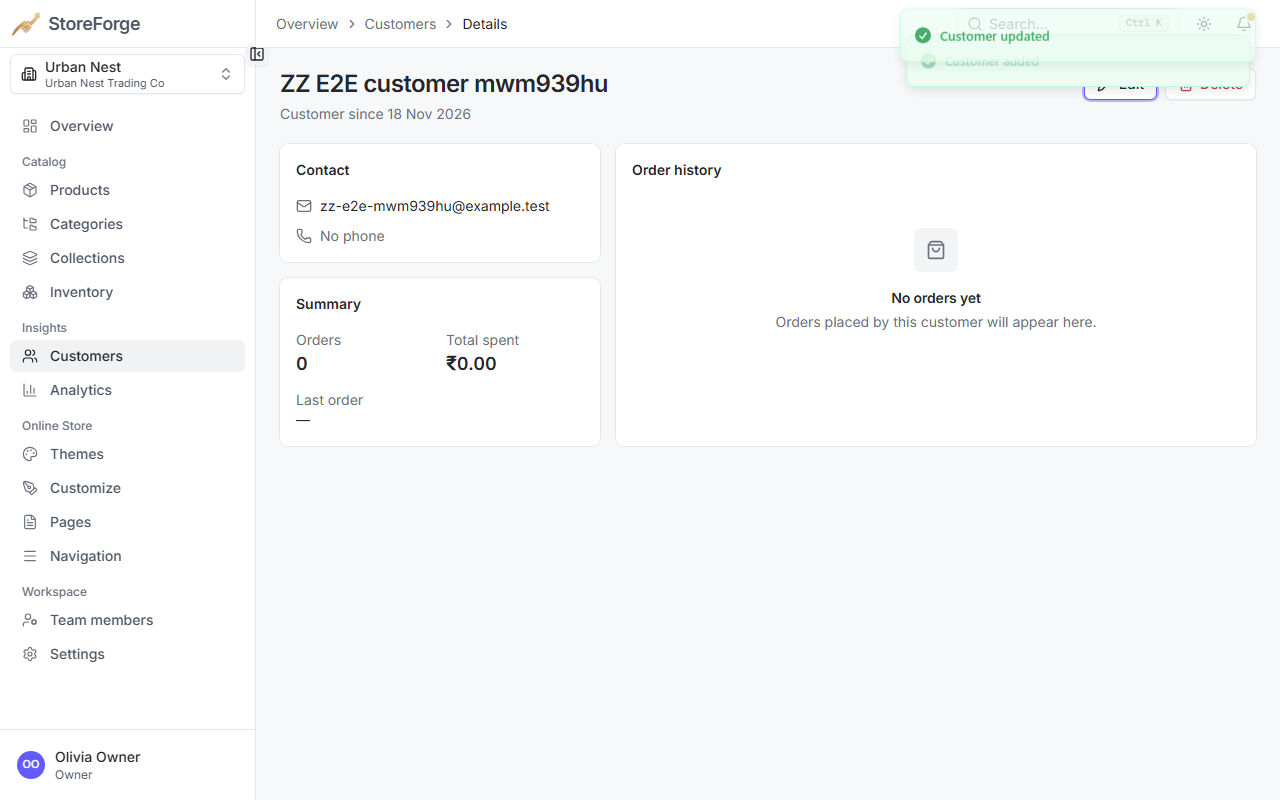 StoreForge
Overview
Customers
Details
Search...
Ctrl K
Customer updated
Customer added
Urban Nest
Urban Nest Trading Co
Overview
Catalog
Products
Categories
Collections
Inventory
Insights
Customers
Analytics
Online Store
Themes
Customize
Pages
Navigation
Workspace
Team members
Settings
OO
Olivia Owner
Owner
ZZ E2E customer mwm939hu
Customer since 18 Nov 2026
Edit
Delete
Contact
zz-e2e-mwm939hu@example.test
No phone
Summary
Orders
Total spent
0
₹0.00
Last order
—
Order history
No orders yet
Orders placed by this customer will appear here.